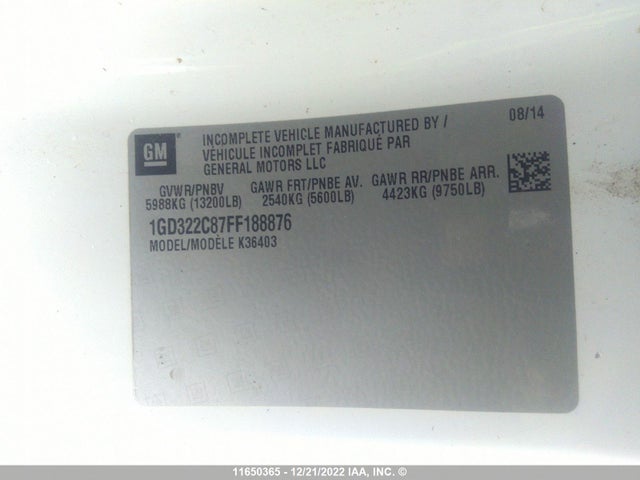 GM
INCOMPLETE VEHICLE MANUFACTURED BY /
VÉHICULE INCOMPLET FABRIQUÉ PAR
GENERAL MOTORS LLC
08/14
GVWR/PNBV GAWR FRT/PNBE AV. GAWR RR/PNBE ARR.
5988KG (13200LB) 2540KG (5600LB) 4423KG (9750LB)
1GD322C87FF188876
MODEL/MODÈLE K36403
11650365 - 12/21/2022 IAA, INC. ©